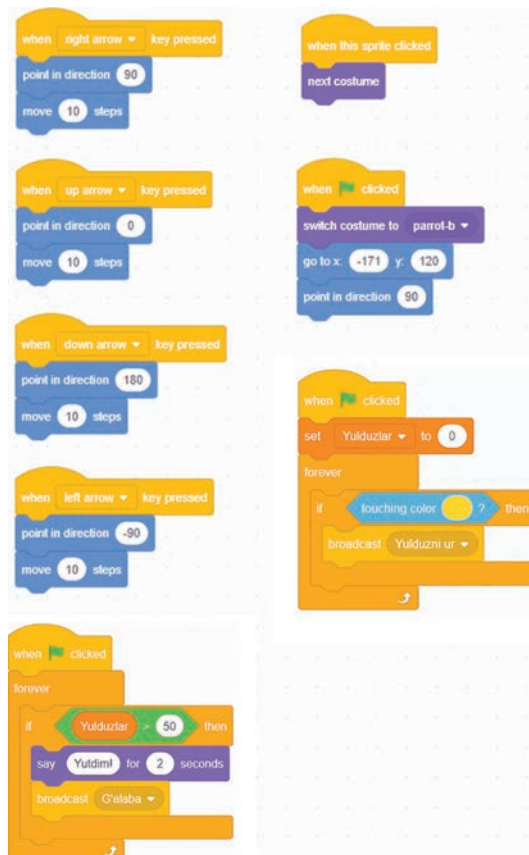 when right arrow key pressed
point in direction 90
move 10 steps
when up arrow key pressed
point in direction 0
move 10 steps
when down arrow key pressed
point in direction 180
move 10 steps
when left arrow key pressed
point in direction -90
move 10 steps
when clicked
forever
if Yulduzlar > 50 then
say Yutdim! for 2 seconds
broadcast G'alaba
when this sprite clicked
next costume
when clicked
switch costume to parrot-b
go to x: -171 y: 120
point in direction 90
when clicked
set Yulduzlar to 0
forever
if touching color ? then
broadcast Yulduzni ur